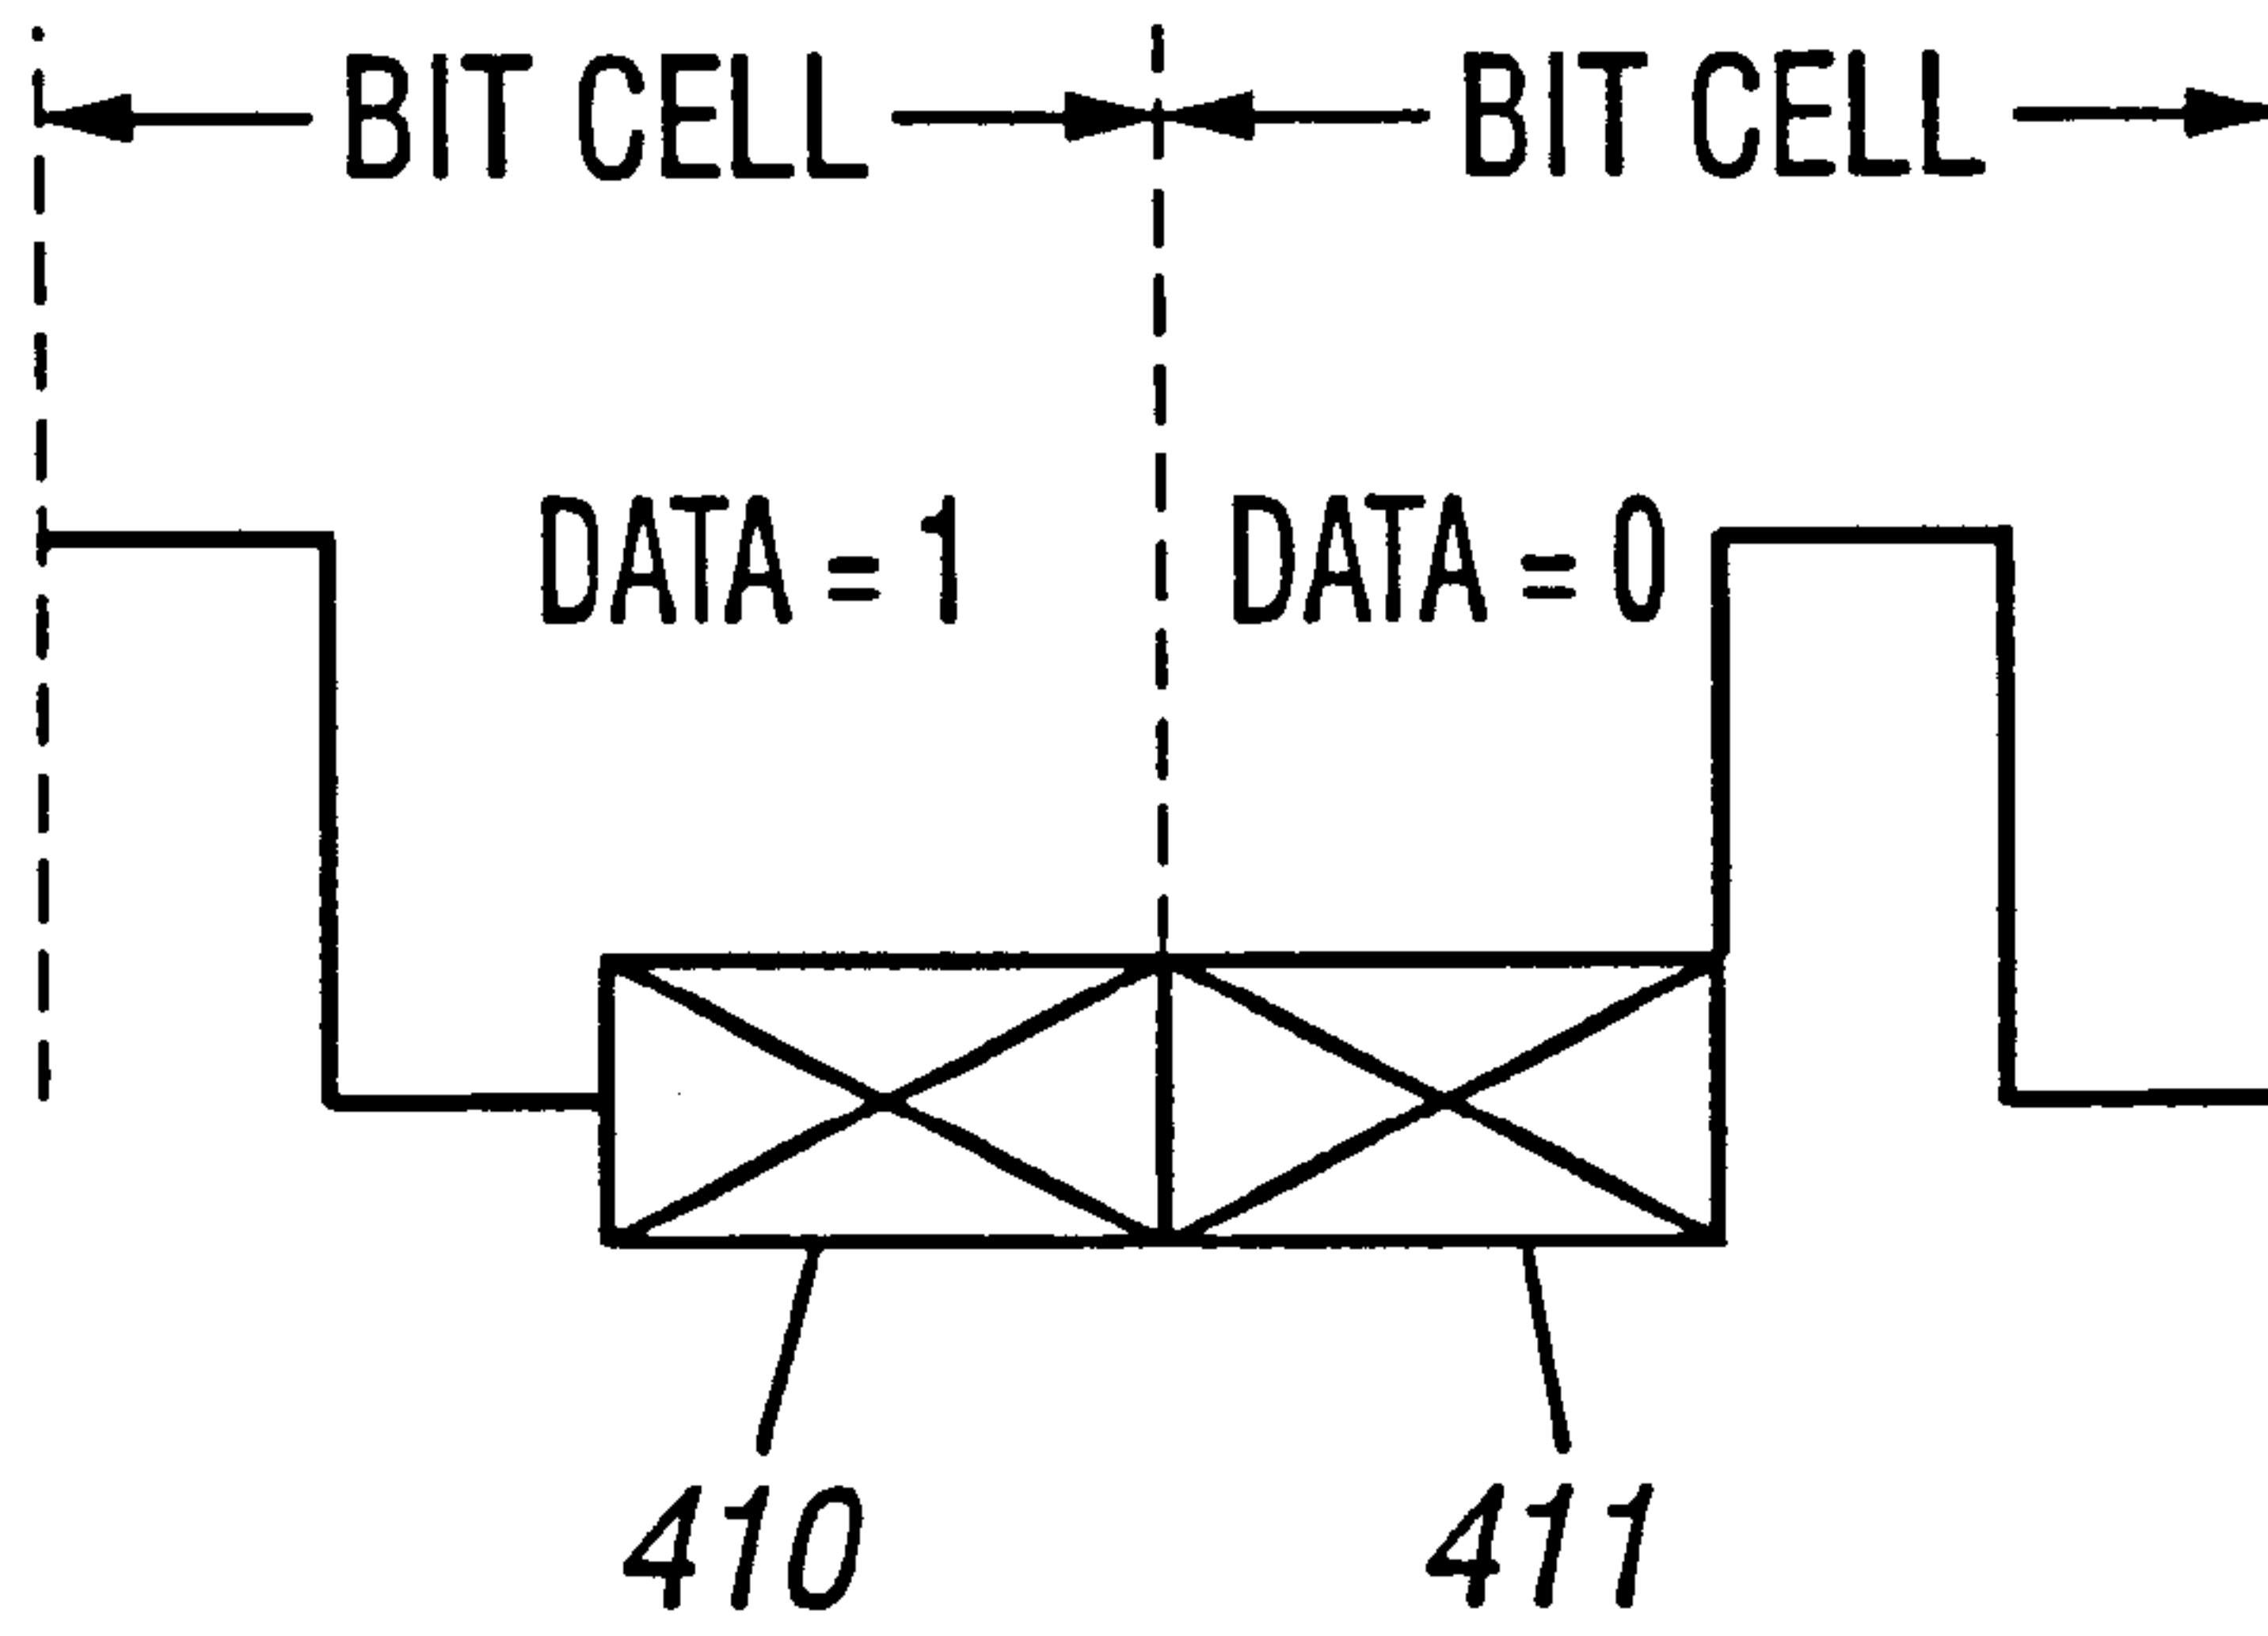 BIT CELL BIT CELL
DATA = 1 DATA = 0
410 411